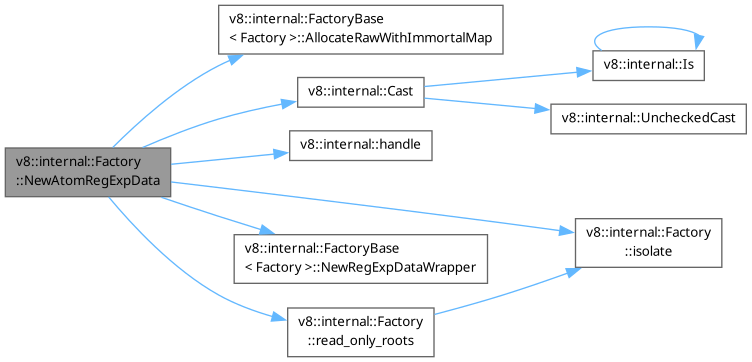 v8::internal::Factory
::NewAtomRegExpData
v8::internal::FactoryBase
< Factory >::AllocateRawWithImmortalMap
v8::internal::Cast
v8::internal::Is
v8::internal::UncheckedCast
v8::internal::handle
v8::internal::Factory
::isolate
v8::internal::FactoryBase
< Factory >::NewRegExpDataWrapper
v8::internal::Factory
::read_only_roots